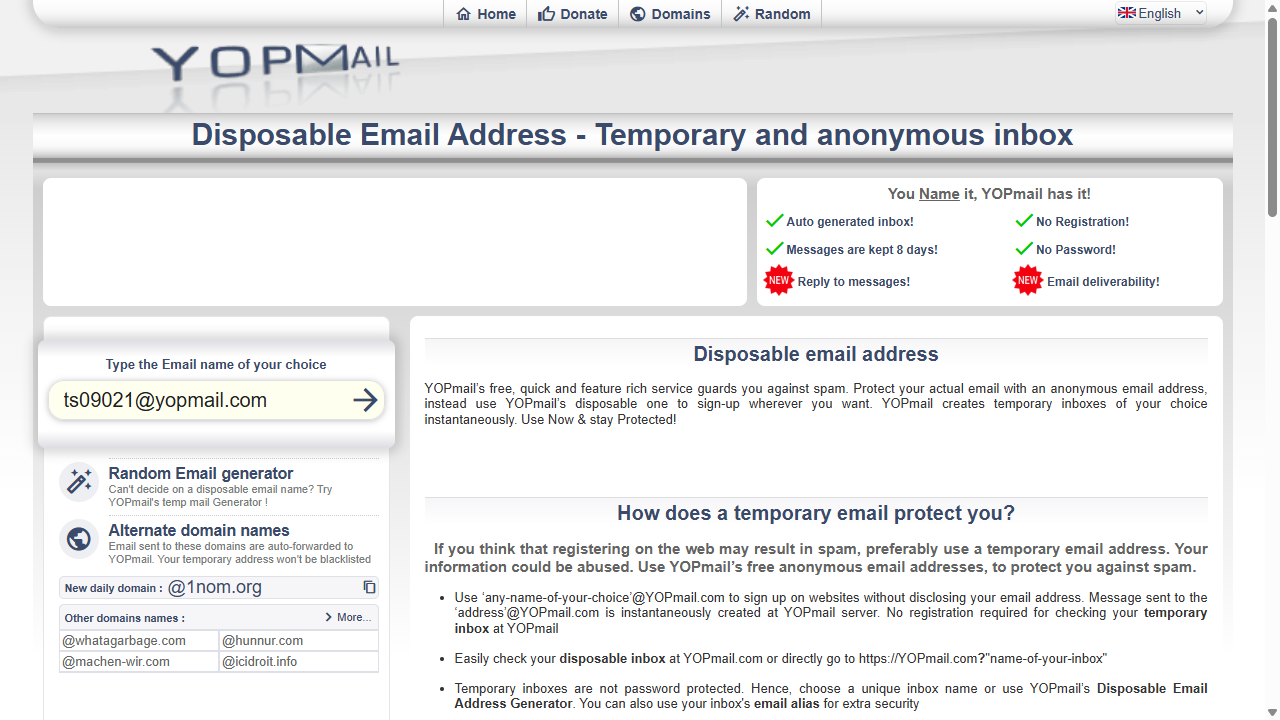 Home
Donate
Domains
Random
English
YOPMAIL
Disposable Email Address - Temporary and anonymous inbox
You Name it, YOPmail has it!
Auto generated inbox!
No Registration!
Messages are kept 8 days!
No Password!
NEW Reply to messages!
NEW Email deliverability!
Type the Email name of your choice
ts09021@yopmail.com
Random Email generator
Can't decide on a disposable email name? Try
YOPmail's temp mail Generator !
Alternate domain names
Email sent to these domains are auto-forwarded to
YOPmail. Your temporary address won't be blacklisted
New daily domain : @1nom.org
Other domains names :
More...
@whatagarbage.com
@hunnur.com
@machen-wir.com
@icidroit.info
Disposable email address
YOPmail’s free, quick and feature rich service guards you against spam. Protect your actual email with an anonymous email address,
instead use YOPmail’s disposable one to sign-up wherever you want. YOPmail creates temporary inboxes of your choice
instantaneously. Use Now & stay Protected!
How does a temporary email protect you?
If you think that registering on the web may result in spam, preferably use a temporary email address. Your
information could be abused. Use YOPmail’s free anonymous email addresses, to protect you against spam.
• Use ‘any-name-of-your-choice’@YOPmail.com to sign up on websites without disclosing your email address. Message sent to the
‘address’@YOPmail.com is instantaneously created at YOPmail server. No registration required for checking your temporary
inbox at YOPmail
• Easily check your disposable inbox at YOPmail.com or directly go to https://YOPmail.com?"name-of-your-inbox"
• Temporary inboxes are not password protected. Hence, choose a unique inbox name or use YOPmail’s Disposable Email
Address Generator. You can also use your inbox's email alias for extra security